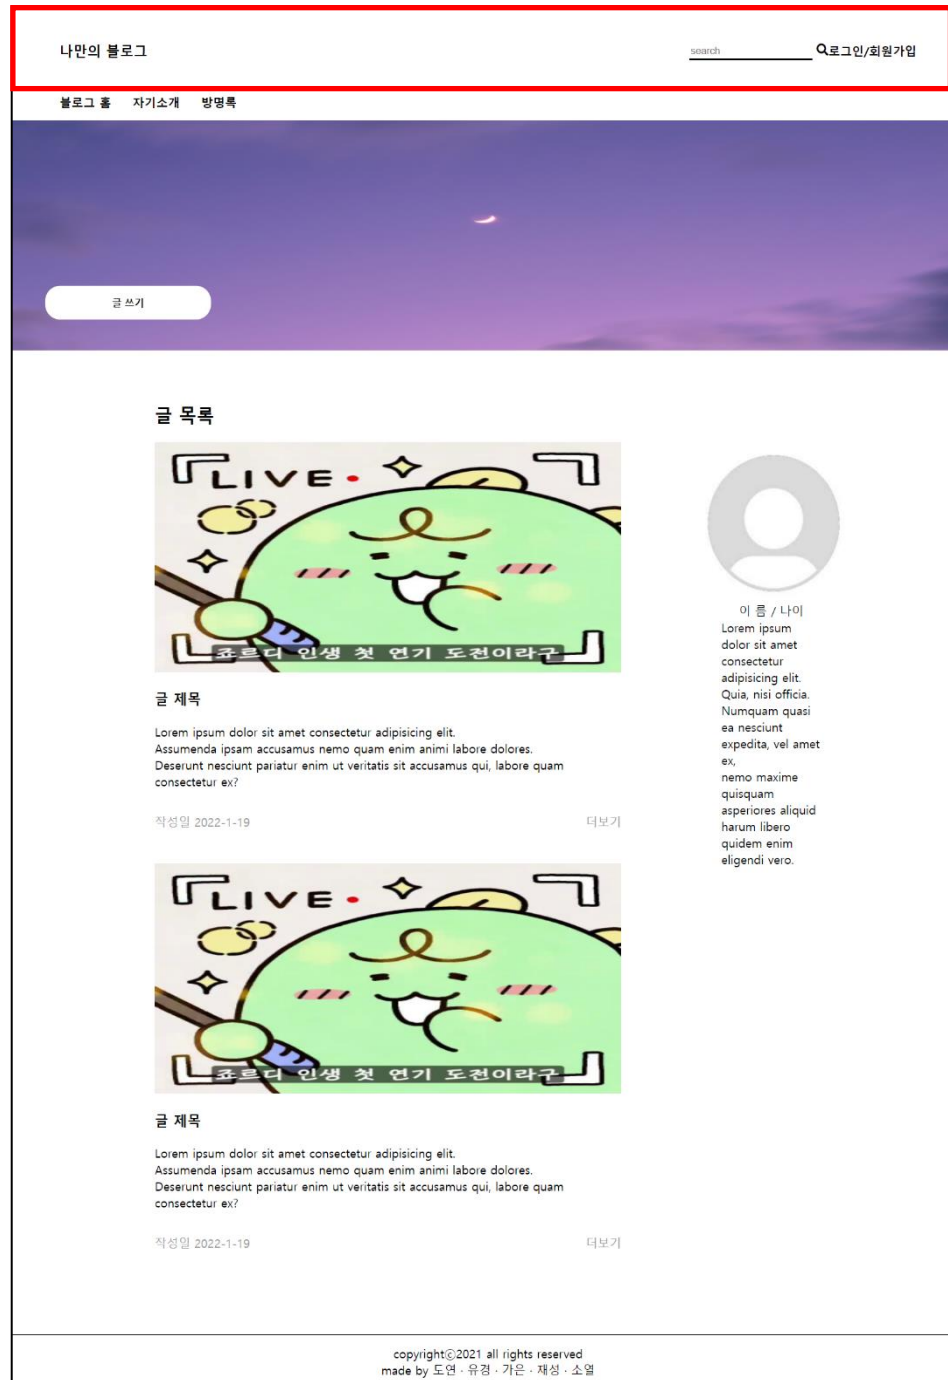 나만의 블로그
search
로그인/회원가입
블로그 홈 자기소개 방명록
글 쓰기
글 목록
LIVE
죠르디 인생 첫 연기 도전이라구
글 제목
Lorem ipsum dolor sit amet consectetur adipisicing elit.
Assumenda ipsam accusamus nemo quam enim animi labore dolores.
Deserunt nesciunt pariatur enim ut veritatis sit accusamus qui, labore quam
consectetur ex?
작성일 2022-1-19 더보기
LIVE
죠르디 인생 첫 연기 도전이라구
글 제목
Lorem ipsum dolor sit amet consectetur adipisicing elit.
Assumenda ipsam accusamus nemo quam enim animi labore dolores.
Deserunt nesciunt pariatur enim ut veritatis sit accusamus qui, labore quam
consectetur ex?
작성일 2022-1-19 더보기
이 름 / 나이
Lorem ipsum
dolor sit amet
consectetur
adipisicing elit.
Quia, nisi officia.
Numquam quasi
ea nesciunt
expedita, vel amet
ex,
nemo maxime
quisquam
asperiores aliquid
harum libero
quidem enim
eligendi vero.
copyrightⓒ2021 all rights reserved
made by 도연 · 유경 · 가은 · 재성 · 소열